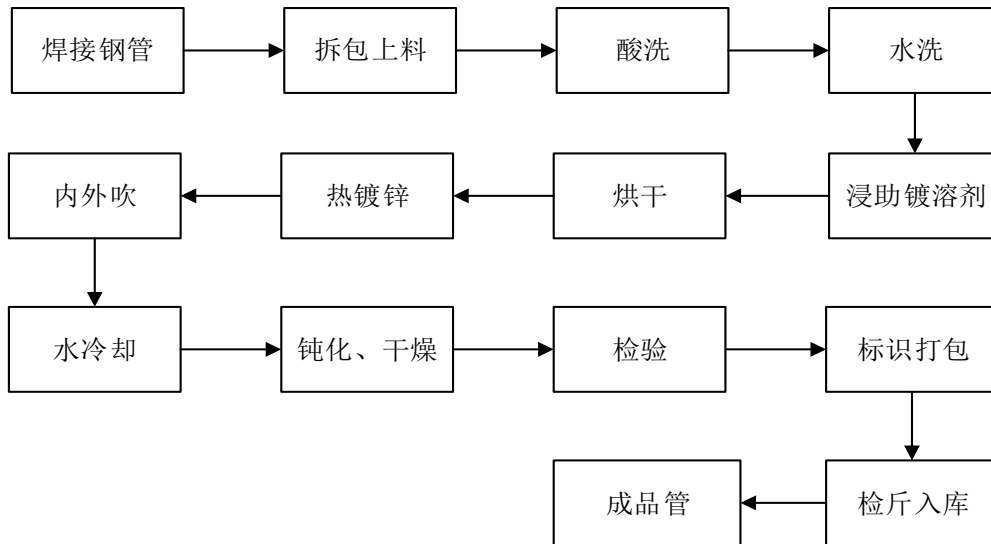 焊接钢管
拆包上料
酸洗
水洗
浸助镀溶剂
烘干
热镀锌
内外吹
水冷却
钝化、干燥
检验
标识打包
检斤入库
成品管